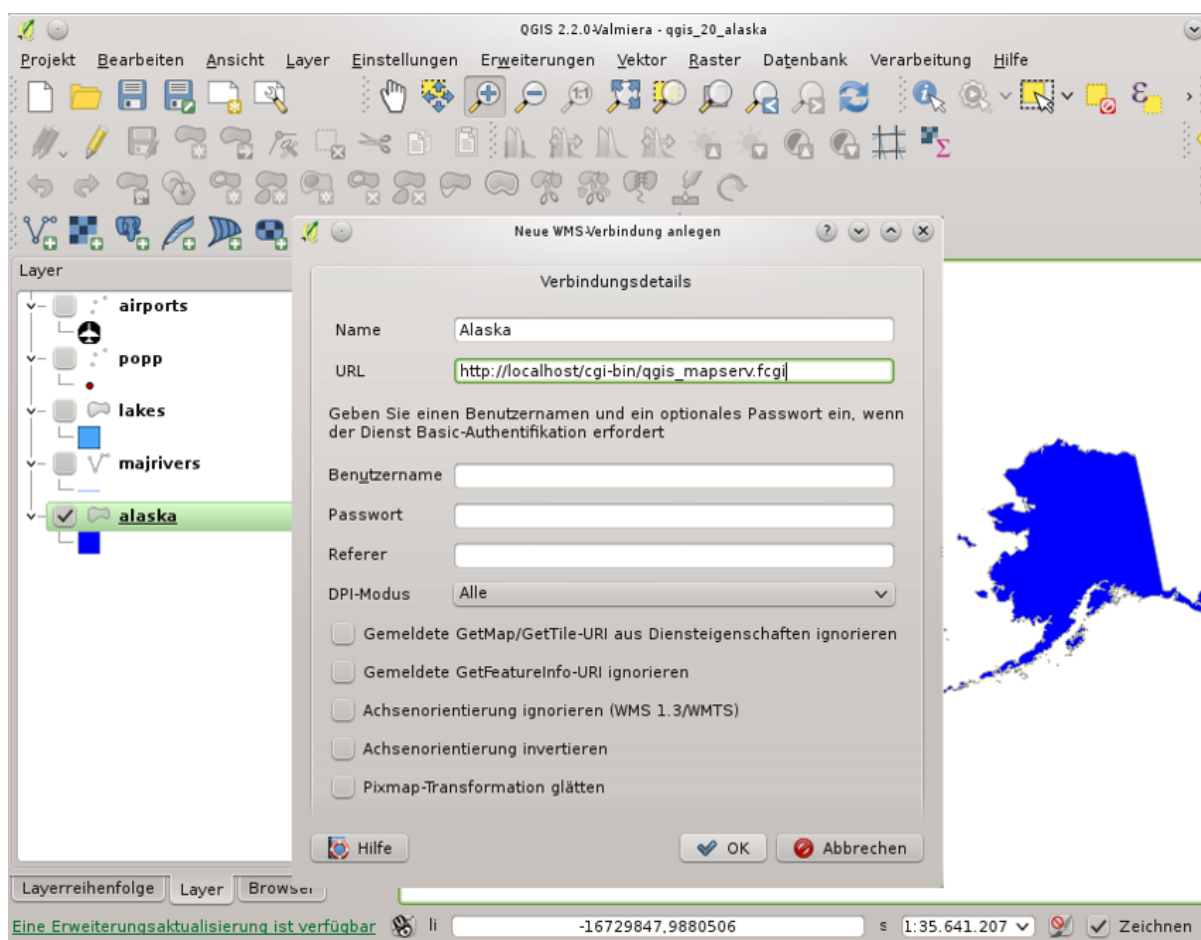 QGIS 2.2.0-Valmiera - qgis_20_alaska
Projekt Bearbeiten Ansicht Layer Einstellungen Erweiterungen Vektor Raster Datenbank Verarbeitung Hilfe
Neue WMS-Verbindung anlegen
Layer
airports
popp
lakes
majrivers
alaska
Verbindungsdetails
Name Alaska
URL http://localhost/cgi-bin/qgis_mapserv.fcgi
Geben Sie einen Benutzernamen und ein optionales Passwort ein, wenn
der Dienst Basic-Authentifikation erfordert
Benutzername
Passwort
Referer
DPI-Modus Alle
Gemeldete GetMap/GetTile-URI aus Diensteigenschaften ignorieren
Gemeldete GetFeatureInfo-URI ignorieren
Achsenorientierung ignorieren (WMS 1.3/WMTS)
Achsenorientierung invertieren
Pixmap-Transformation glätten
Hilfe OK Abbrechen
Layerreihenfolge Layer Browser
Eine Erweiterungsaktualisierung ist verfügbar li -16729847,9880506 s 1:35.641.207 Zeichnen